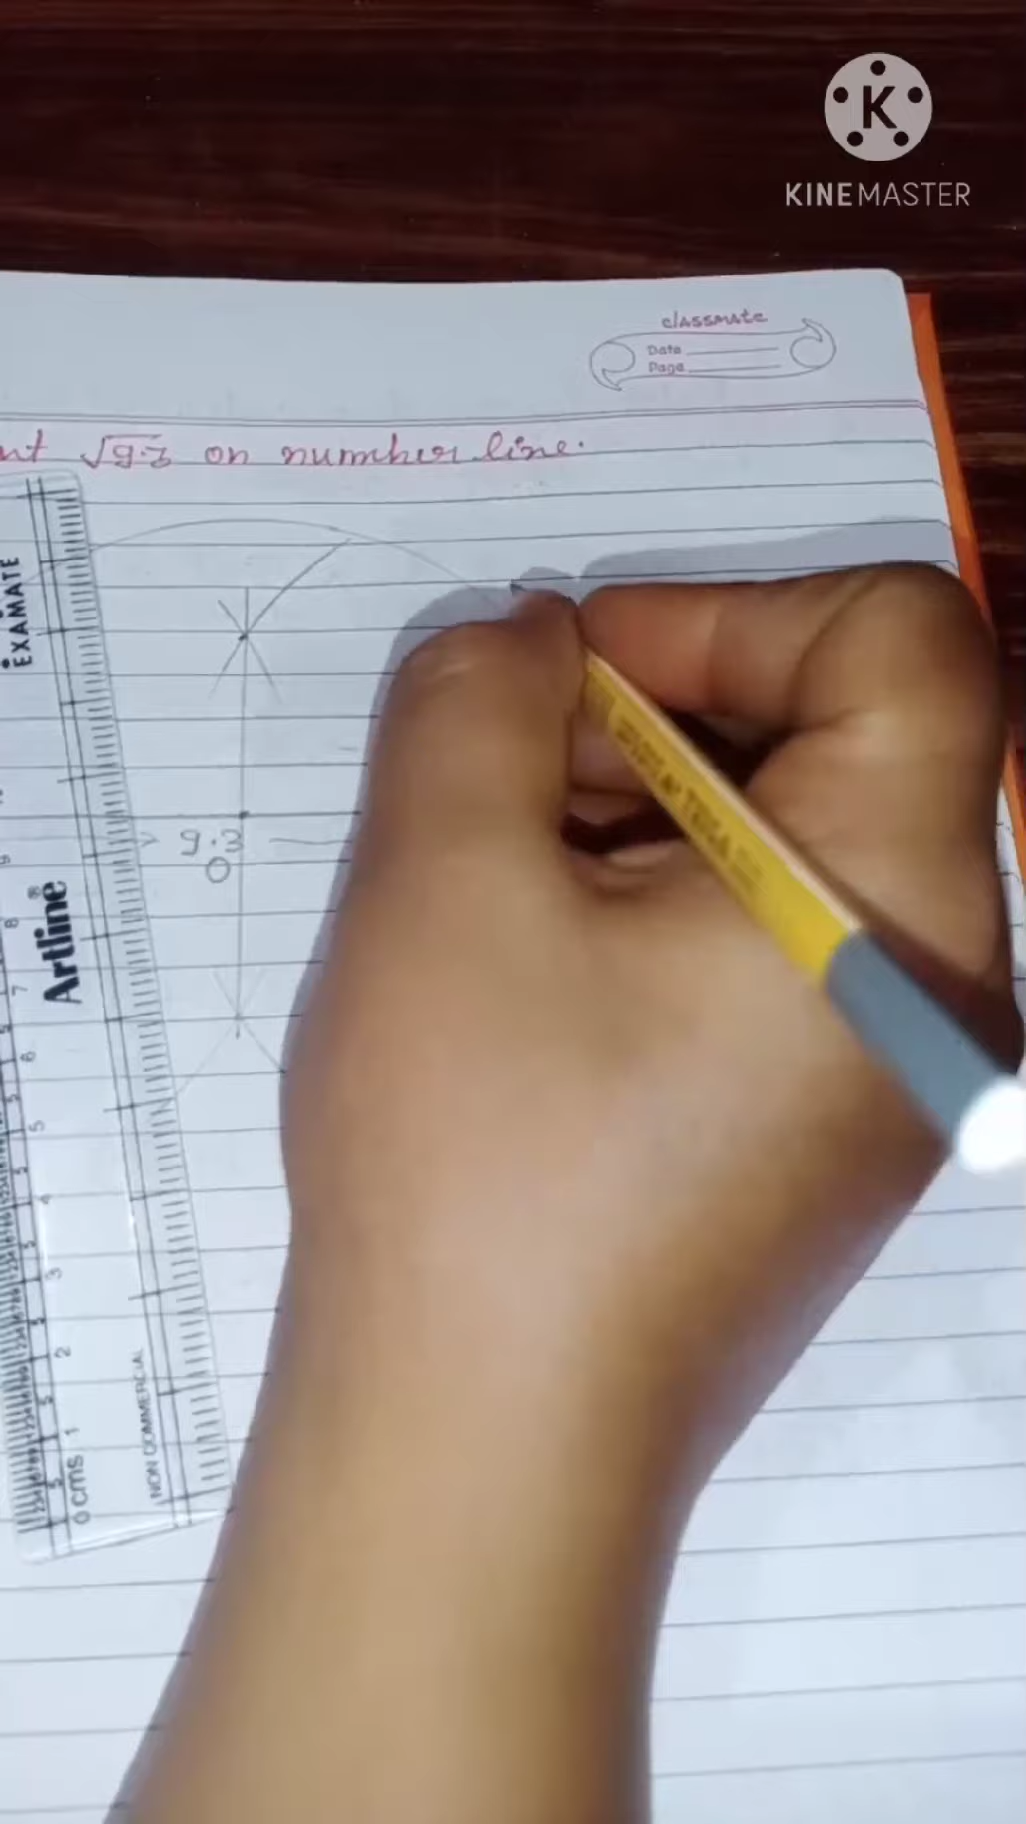 KINEMASTER
classmate
Date
Page
nt √9.3 on number line.
EXAMATE
Artline®
9.3
O
8
7
6
5
4
3
2
1
0 cms
NON COMMERCIAL